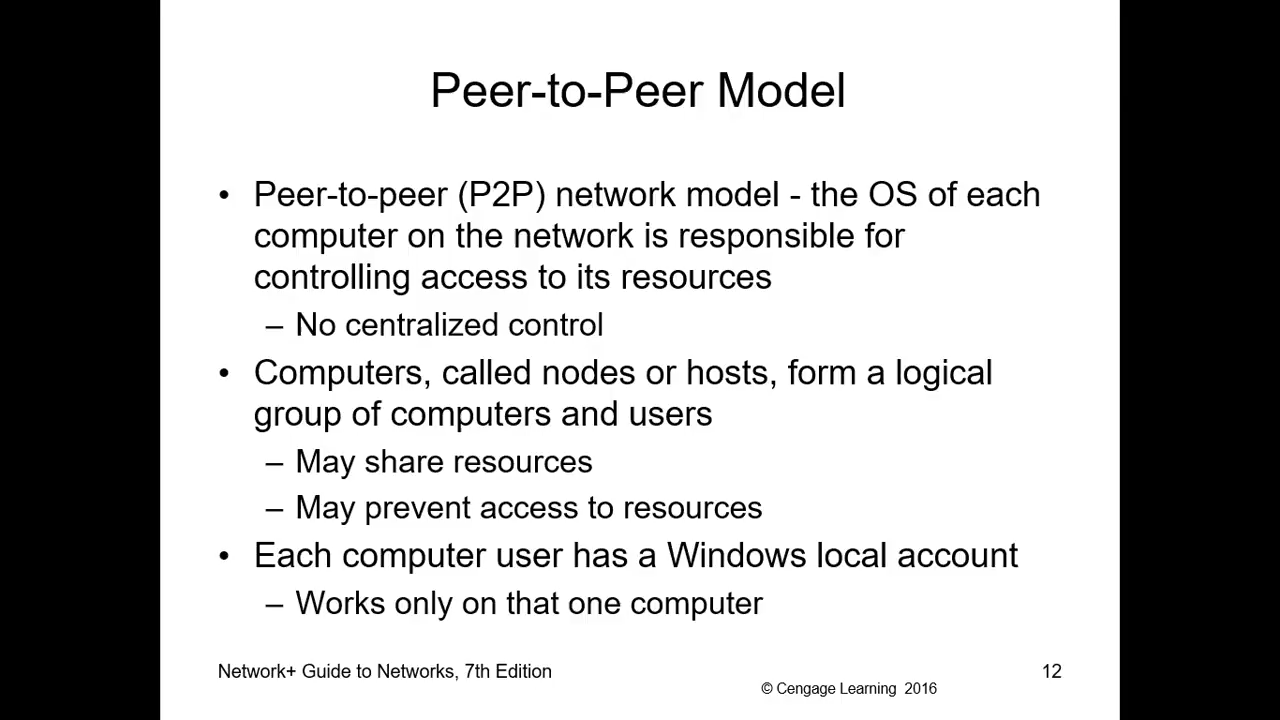 Peer-to-Peer Model
• Peer-to-peer (P2P) network model - the OS of each
computer on the network is responsible for
controlling access to its resources
– No centralized control
• Computers, called nodes or hosts, form a logical
group of computers and users
– May share resources
– May prevent access to resources
• Each computer user has a Windows local account
– Works only on that one computer
Network+ Guide to Networks, 7th Edition
12
© Cengage Learning 2016